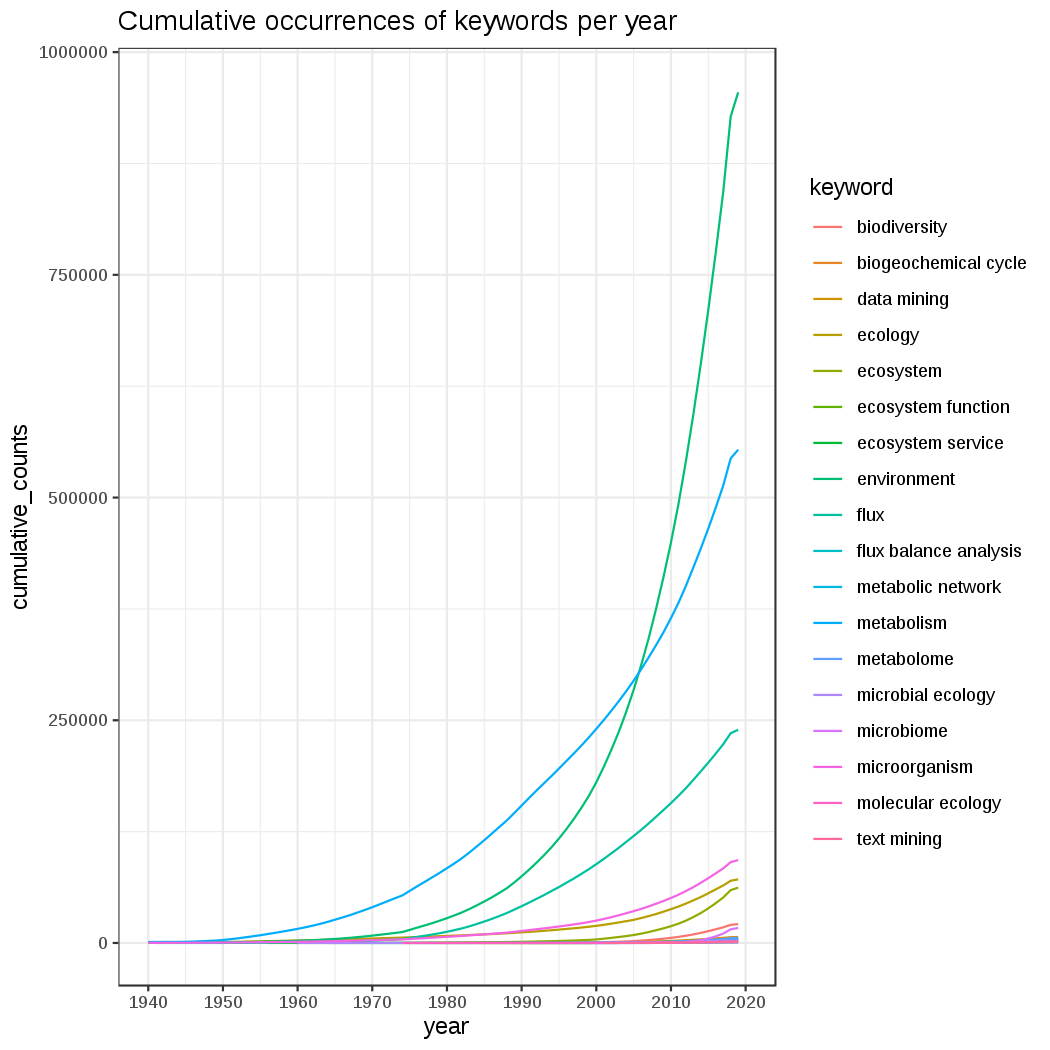 Cumulative occurrences of keywords per year
1000000
750000
500000
250000
0
cumulative_counts
1940 1950 1960 1970 1980 1990 2000 2010 2020
year
keyword
biodiversity
biogeochemical cycle
data mining
ecology
ecosystem
ecosystem function
ecosystem service
environment
flux
flux balance analysis
metabolic network
metabolism
metabolome
microbial ecology
microbiome
microorganism
molecular ecology
text mining